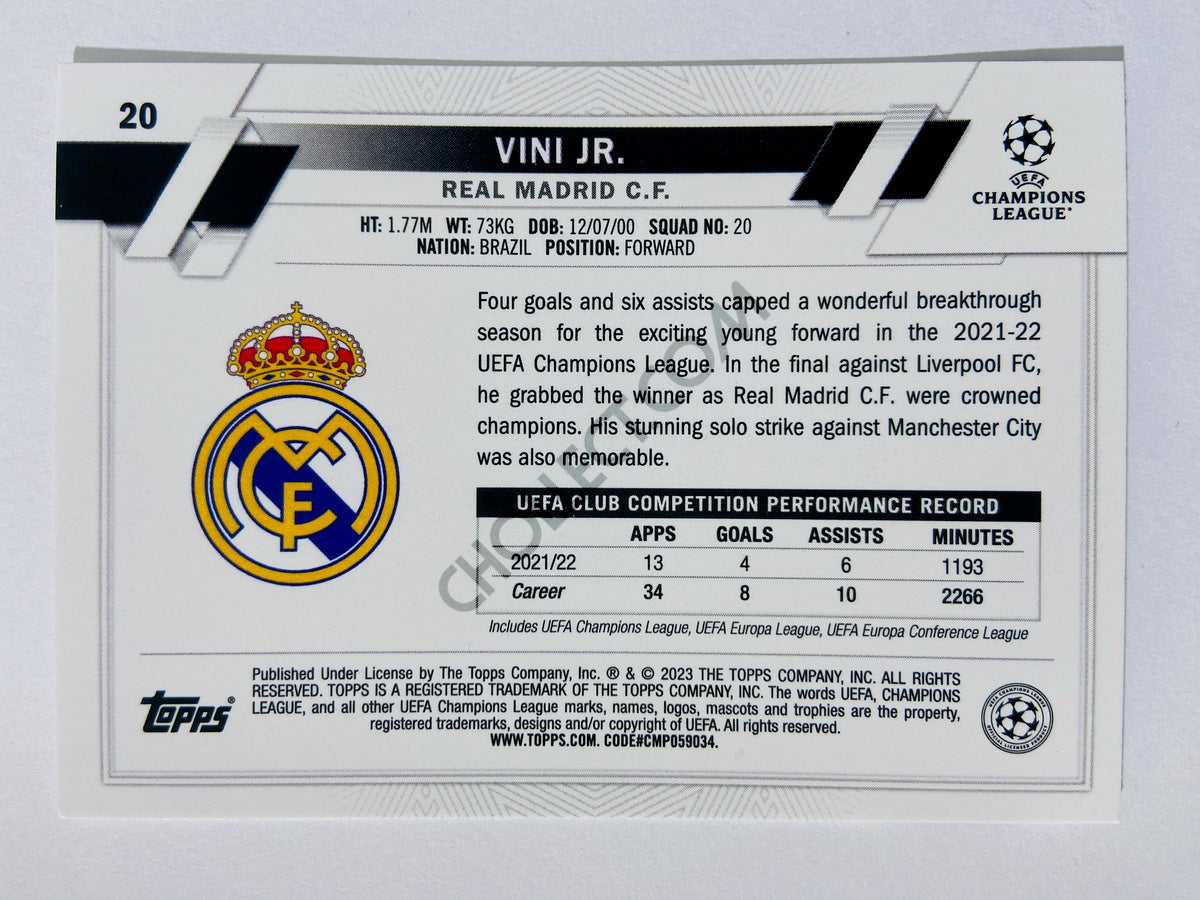 20
VINI JR.
REAL MADRID C.F.
UEFA
CHAMPIONS
LEAGUE®
HT: 1.77M WT: 73KG DOB: 12/07/00 SQUAD NO: 20
NATION: BRAZIL POSITION: FORWARD
Four goals and six assists capped a wonderful breakthrough
season for the exciting young forward in the 2021-22
UEFA Champions League. In the final against Liverpool FC,
he grabbed the winner as Real Madrid C.F. were crowned
champions. His stunning solo strike against Manchester City
was also memorable.
CHOLLECT.COM
UEFA CLUB COMPETITION PERFORMANCE RECORD
APPS GOALS ASSISTS MINUTES
2021/22 13 4 6 1193
Career 34 8 10 2266
Includes UEFA Champions League, UEFA Europa League, UEFA Europa Conference League
Topps®
Published Under License by The Topps Company, Inc. ® & © 2023 THE TOPPS COMPANY, INC. ALL RIGHTS
RESERVED. TOPPS IS A REGISTERED TRADEMARK OF THE TOPPS COMPANY, INC. The words UEFA, CHAMPIONS
LEAGUE, and all other UEFA Champions League marks, names, logos, mascots and trophies are the property,
registered trademarks, designs and/or copyright of UEFA. All rights reserved.
WWW.TOPPS.COM. CODE#CMP059034.
UEFA CHAMPIONS LEAGUE
OFFICIAL LICENSED PRODUCT